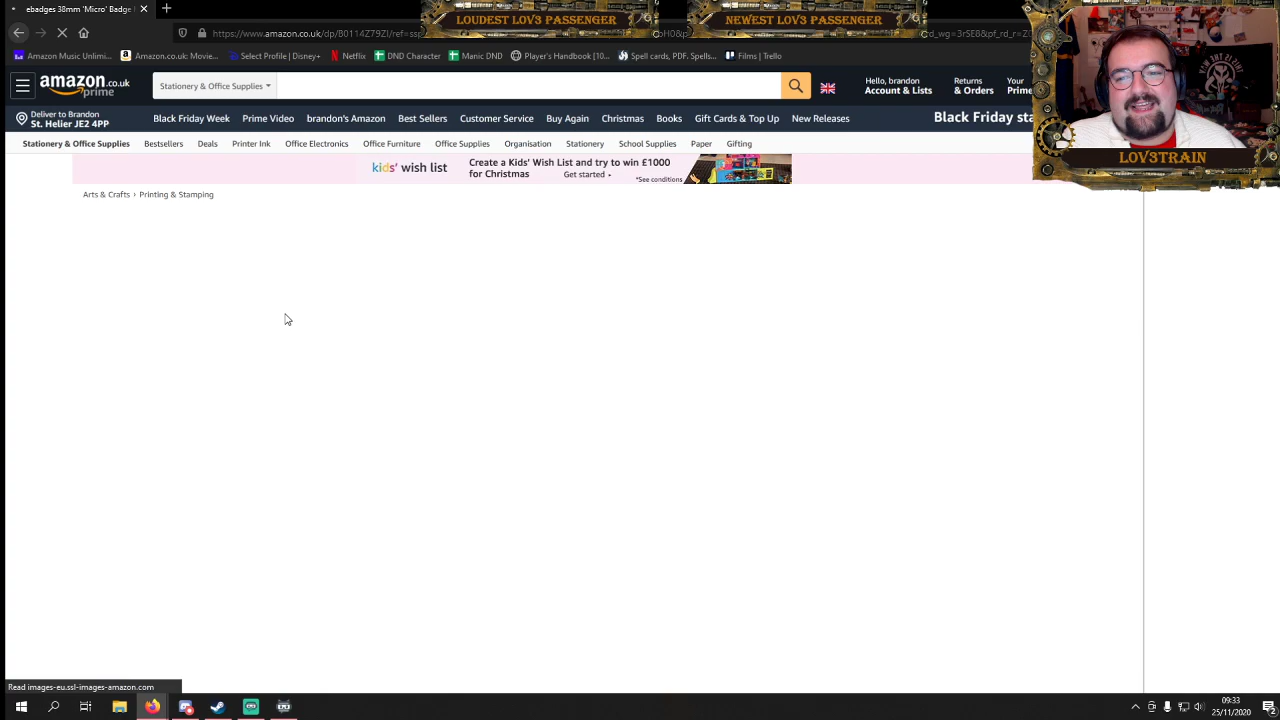 ebadges 38mm 'Micro' Badge
LOUDEST LOV3 PASSENGER
NEWEST LOV3 PASSENGER
https://www.amazon.co.uk/dp/B0114Z79ZI/ref=ssp
Amazon Music Unlimi...
Amazon.co.uk: Movie...
Select Profile | Disney+
Netflix
DND Character
Manic DND
Player's Handbook [10...
Spell cards, PDF. Spells...
Films | Trello
amazon.co.uk
prime
Stationery & Office Supplies
Hello, brandon
Account & Lists
Returns
& Orders
Your
Prime
Deliver to Brandon
St. Helier JE2 4PP
Black Friday Week
Prime Video
brandon's Amazon
Best Sellers
Customer Service
Buy Again
Christmas
Books
Gift Cards & Top Up
New Releases
Black Friday sta
LOV3TRAIN
Stationery & Office Supplies
Bestsellers
Deals
Printer Ink
Office Electronics
Office Furniture
Office Supplies
Organisation
Stationery
School Supplies
Paper
Gifting
kids' wish list
Create a Kids' Wish List and try to win £1000
for Christmas
Get started
*See conditions
Arts & Crafts › Printing & Stamping
Read images-eu.ssl-images-amazon.com
09:33
25/11/2020